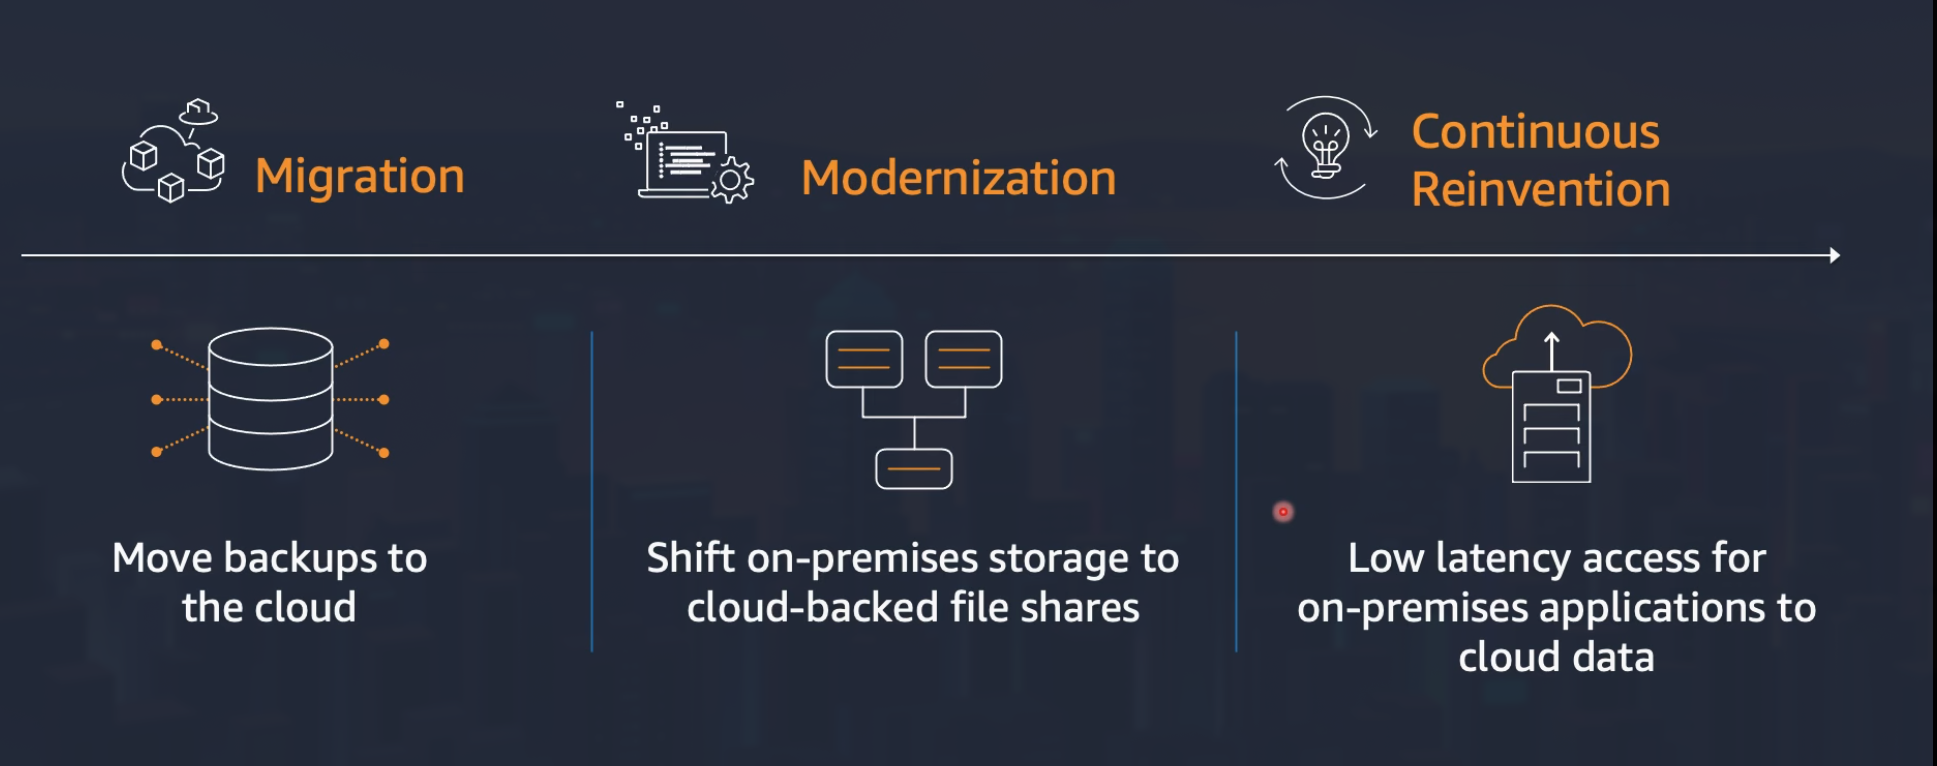 Migration
Modernization
Continuous
Reinvention
Move backups to
the cloud
Shift on-premises storage to
cloud-backed file shares
Low latency access for
on-premises applications to
cloud data